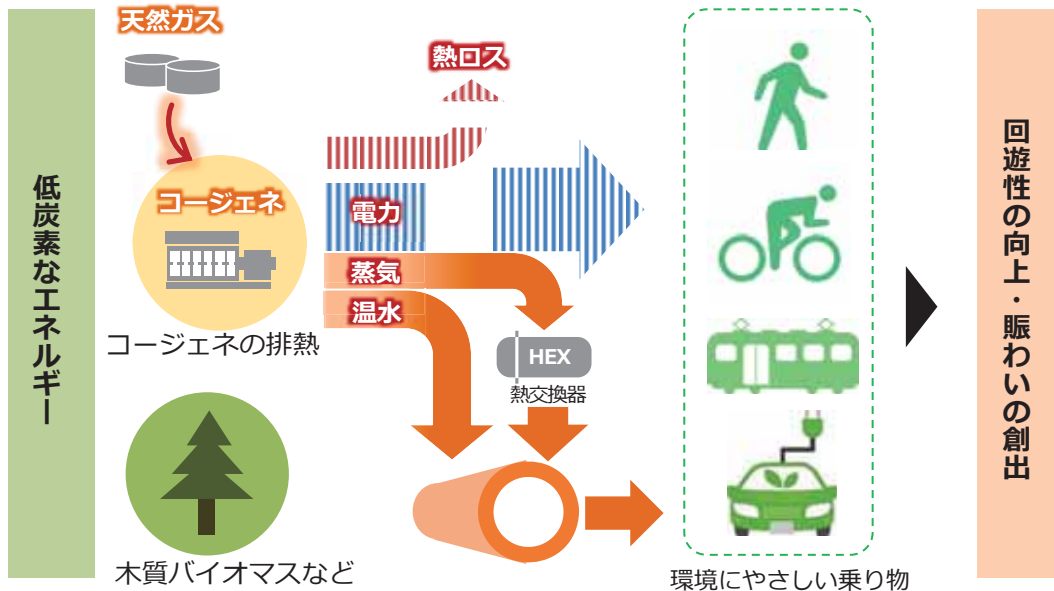 低炭素なエネルギー
天然ガス
コージェネ
コージェネの排熱
木質バイオマスなど
熱ロス
電力
蒸気
温水
HEX
熱交換器
環境にやさしい乗り物
回遊性の向上・賑わいの創出